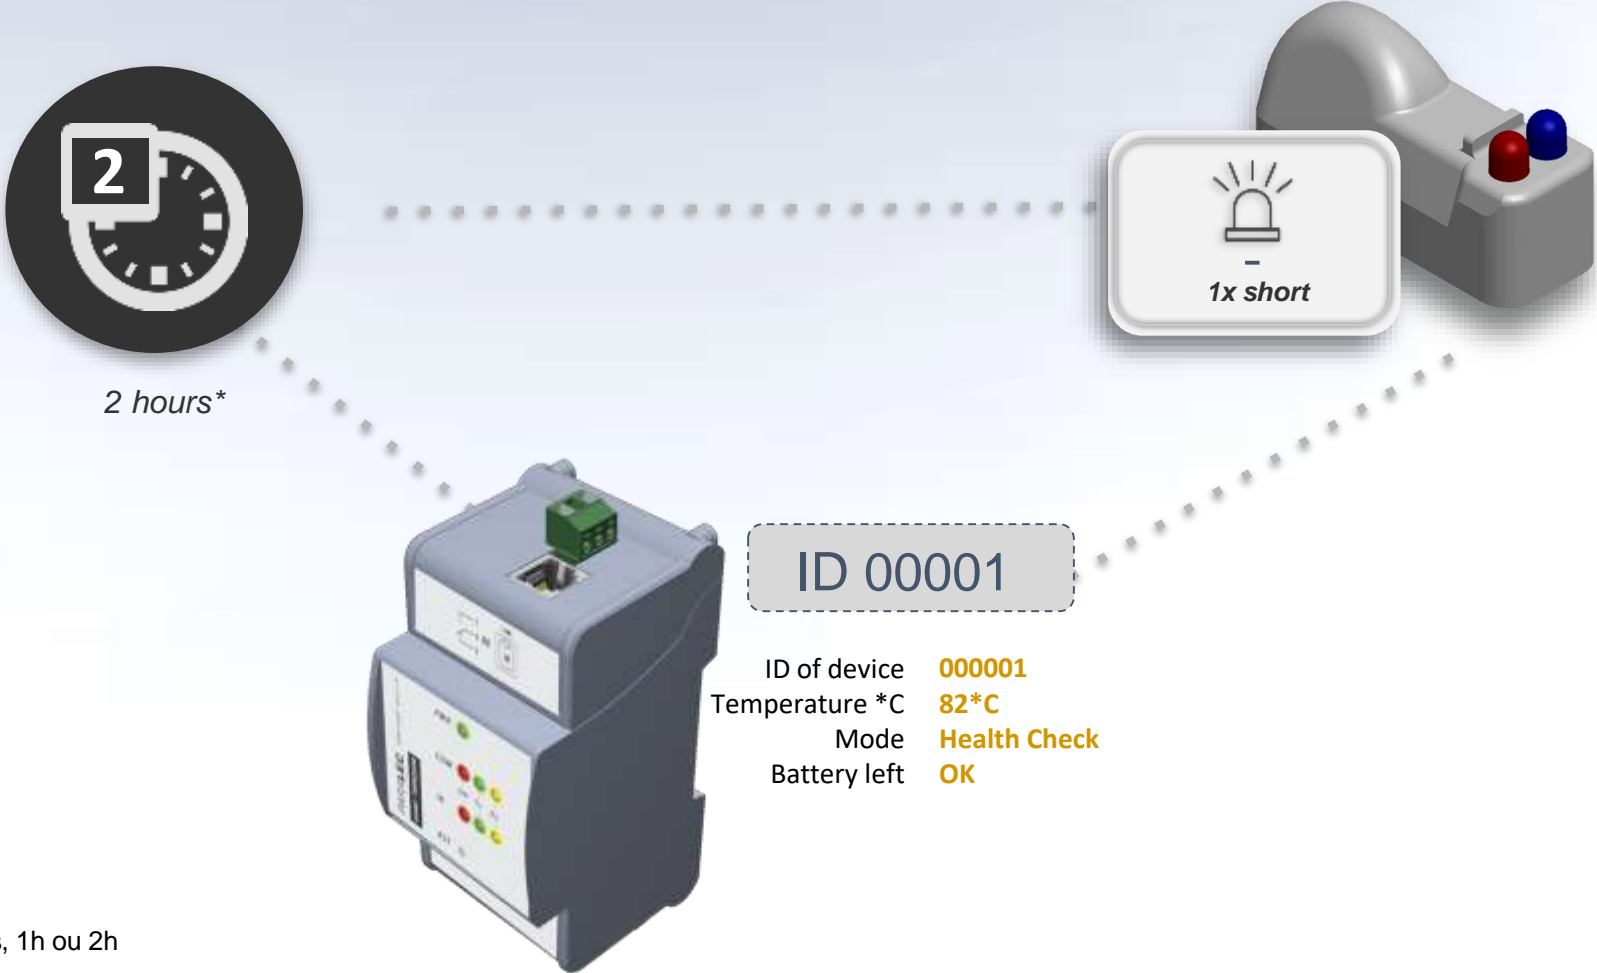 2
2 hours*
-
1x short
ID 00001
ID of device 000001
Temperature *C 82*C
Mode Health Check
Battery left OK
, 1h ou 2h